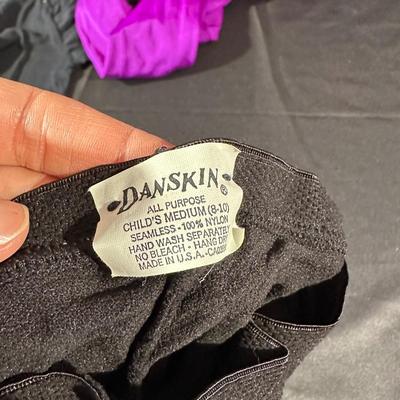 •DANSKIN•®
ALL PURPOSE
CHILD'S MEDIUM (8-10)
SEAMLESS - 100% NYLON
HAND WASH SEPARATELY
NO BLEACH - HANG DRY
MADE IN U.S.A.